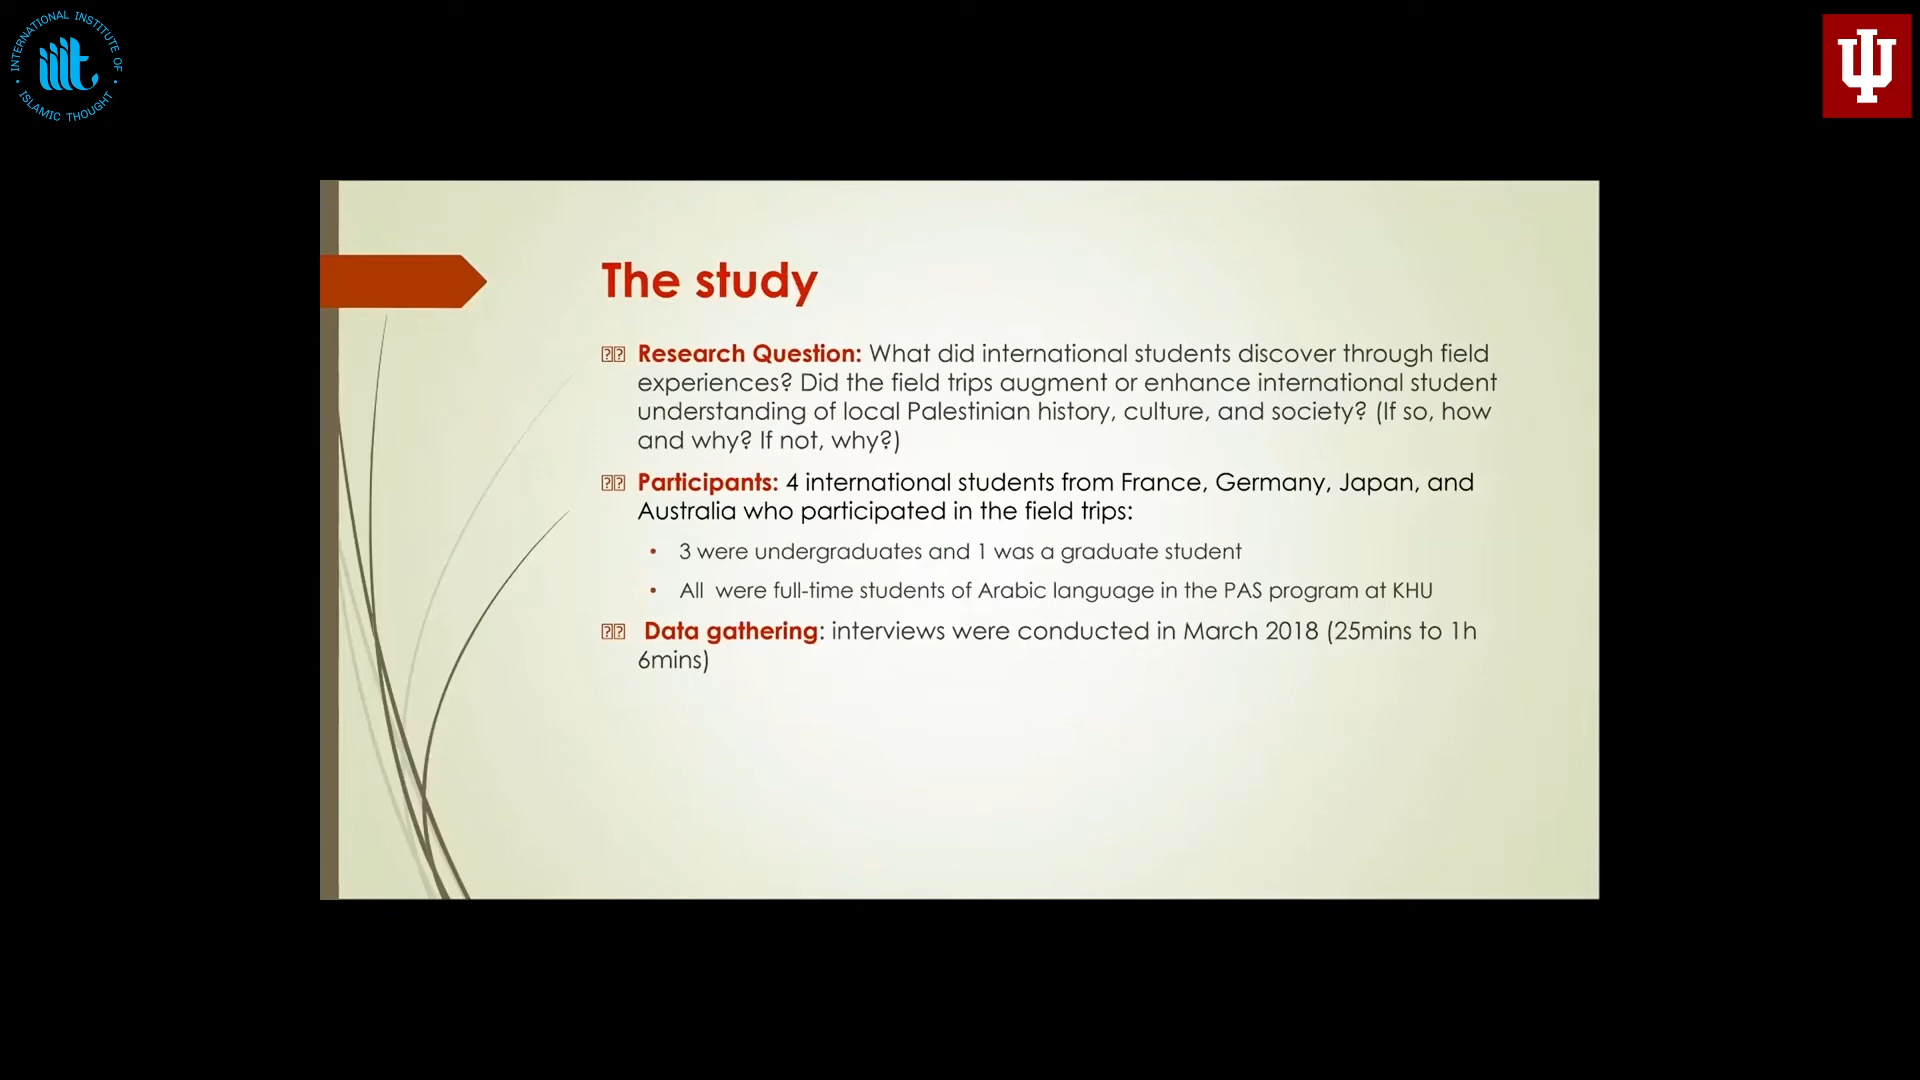 INTERNATIONAL INSTITUTE OF
ISLAMIC THOUGHT
iiit
The study
Research Question: What did international students discover through field
experiences? Did the field trips augment or enhance international student
understanding of local Palestinian history, culture, and society? (If so, how
and why? If not, why?)
Participants: 4 international students from France, Germany, Japan, and
Australia who participated in the field trips:
• 3 were undergraduates and 1 was a graduate student
• All  were full-time students of Arabic language in the PAS program at KHU
Data gathering: interviews were conducted in March 2018 (25mins to 1h
6mins)